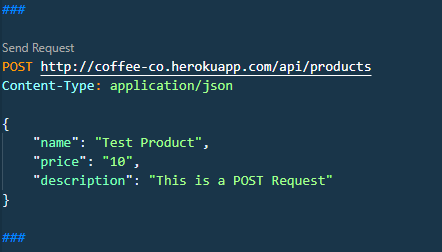 ###
Send Request
POST http://coffee-co.herokuapp.com/api/products
Content-Type: application/json
{
"name": "Test Product",
"price": "10",
"description": "This is a POST Request"
}
###